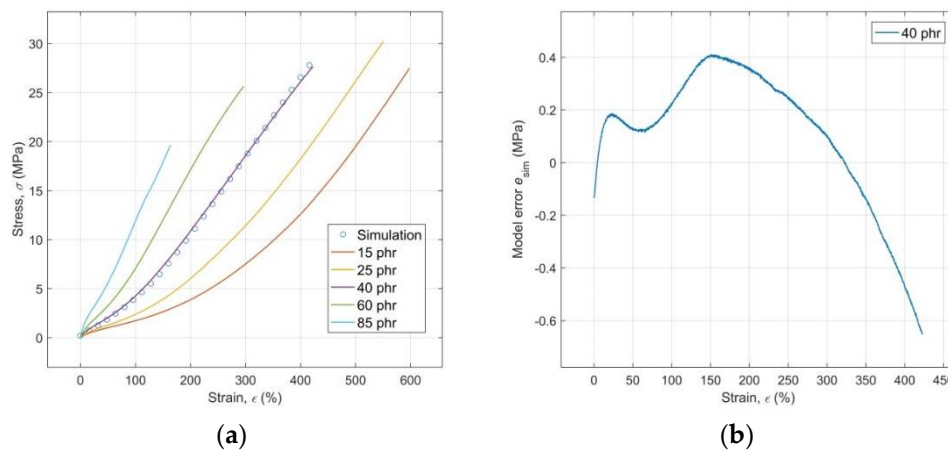 30
25
20
15
10
5
0
Stress, σ (MPa)
Simulation
15 phr
25 phr
40 phr
60 phr
85 phr
0 100 200 300 400 500 600
Strain, ϵ (%)
(a)
40 phr
0.4
0.2
0
-0.2
-0.4
-0.6
Model error e_sim (MPa)
0 50 100 150 200 250 300 350 400 450
Strain, ϵ (%)
(b)